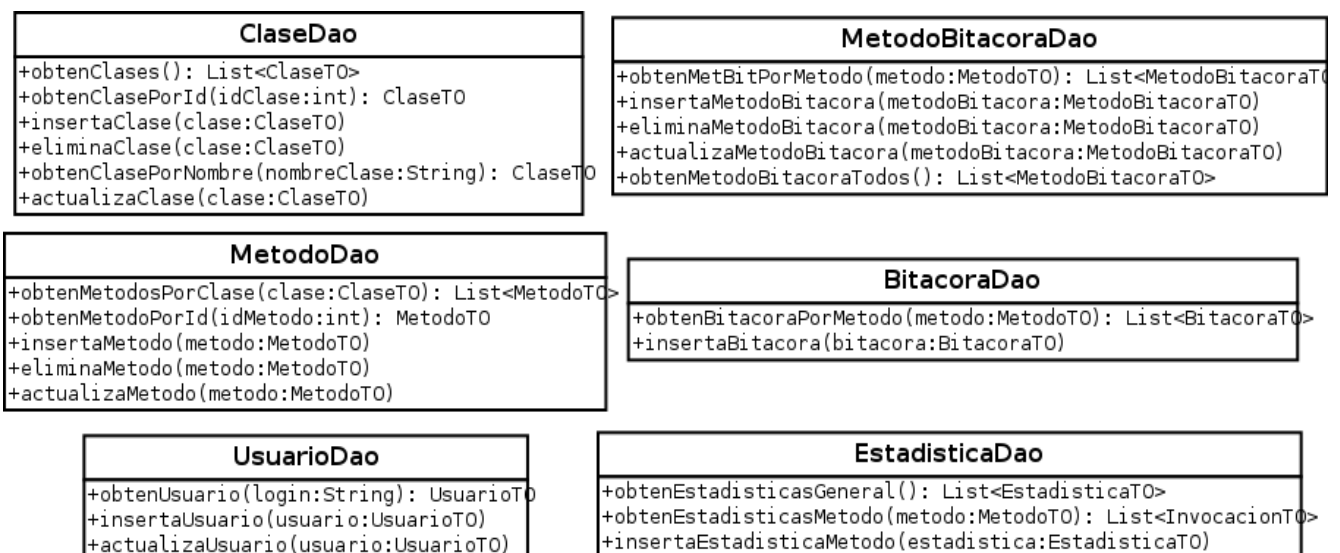 ClaseDao
+obtenClases(): List<ClaseTO>
+obtenClasePorId(idClase:int): ClaseTO
+insertaClase(clase:ClaseTO)
+eliminaClase(clase:ClaseTO)
+obtenClasePorNombre(nombreClase:String): ClaseTO
+actualizaClase(clase:ClaseTO)
MetodoBitacoraDao
+obtenMetBitPorMetodo(metodo:MetodoTO): List<MetodoBitacoraTO
+insertaMetodoBitacora(metodoBitacora:MetodoBitacoraTO)
+eliminaMetodoBitacora(metodoBitacora:MetodoBitacoraTO)
+actualizaMetodoBitacora(metodoBitacora:MetodoBitacoraTO)
+obtenMetodoBitacoraTodos(): List<MetodoBitacoraTO>
MetodoDao
+obtenMetodosPorClase(clase:ClaseTO): List<MetodoTO>
+obtenMetodoPorId(idMetodo:int): MetodoTO
+insertaMetodo(metodo:MetodoTO)
+eliminaMetodo(metodo:MetodoTO)
+actualizaMetodo(metodo:MetodoTO)
BitacoraDao
+obtenBitacoraPorMetodo(metodo:MetodoTO): List<BitacoraTO>
+insertaBitacora(bitacora:BitacoraTO)
UsuarioDao
+obtenUsuario(login:String): UsuarioTO
+insertaUsuario(usuario:UsuarioTO)
+actualizaUsuario(usuario:UsuarioTO)
EstadisticaDao
+obtenEstadisticasGeneral(): List<EstadisticaTO>
+obtenEstadisticasMetodo(metodo:MetodoTO): List<InvocacionTO>
+insertaEstadisticaMetodo(estadistica:EstadisticaTO)